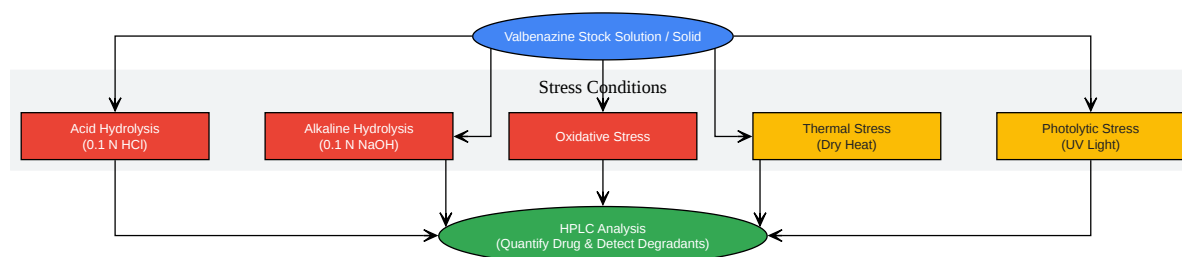 Valbenazine Stock Solution / Solid
Stress Conditions
Acid Hydrolysis
(0.1 N HCl)
Alkaline Hydrolysis
(0.1 N NaOH)
Oxidative Stress
Thermal Stress
(Dry Heat)
Photolytic Stress
(UV Light)
HPLC Analysis
(Quantify Drug & Detect Degradants)